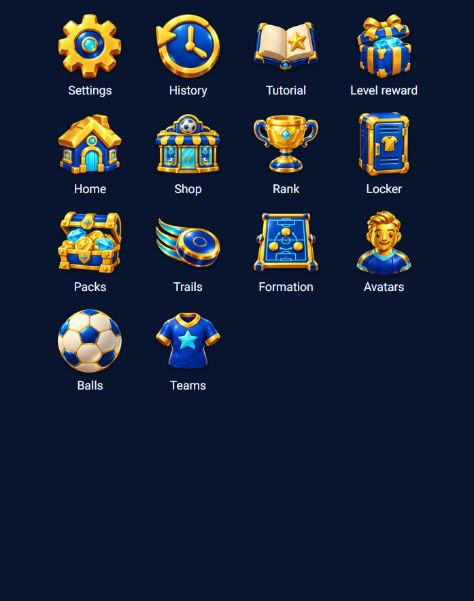 Settings
History
Tutorial
Level reward
Home
Shop
Rank
Locker
Packs
Trails
Formation
Avatars
Balls
Teams